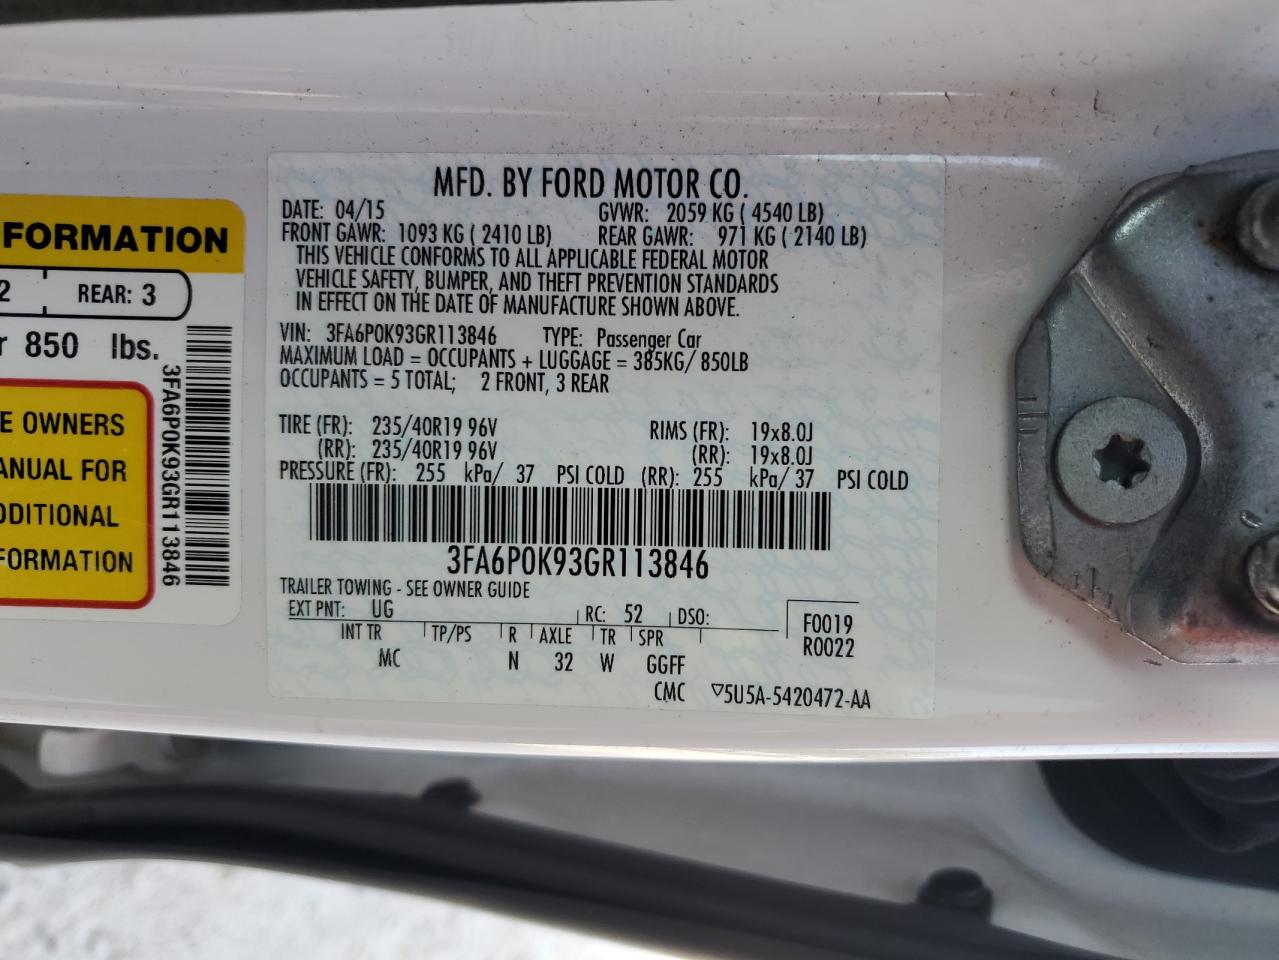 FORMATION
2 REAR: 3
r 850 lbs.
E OWNERS
ANUAL FOR
DDITIONAL
FORMATION
3FA6P0K93GR113846
MFD. BY FORD MOTOR CO.
DATE: 04/15 GVWR: 2059 KG ( 4540 LB)
FRONT GAWR: 1093 KG ( 2410 LB) REAR GAWR: 971 KG ( 2140 LB)
THIS VEHICLE CONFORMS TO ALL APPLICABLE FEDERAL MOTOR
VEHICLE SAFETY, BUMPER, AND THEFT PREVENTION STANDARDS
IN EFFECT ON THE DATE OF MANUFACTURE SHOWN ABOVE.
VIN: 3FA6P0K93GR113846 TYPE: Passenger Car
MAXIMUM LOAD = OCCUPANTS + LUGGAGE = 385KG/ 850LB
OCCUPANTS = 5 TOTAL; 2 FRONT, 3 REAR
TIRE (FR): 235/40R19 96V RIMS (FR): 19x8.0J
(RR): 235/40R19 96V (RR): 19x8.0J
PRESSURE (FR): 255 kPa/ 37 PSI COLD (RR): 255 kPa/ 37 PSI COLD
3FA6P0K93GR113846
TRAILER TOWING - SEE OWNER GUIDE
EXT PNT: UG RC: 52 DSO: F0019
INT TR TP/PS R AXLE TR SPR R0022
MC N 32 W GGFF
CMC ▽5U5A-5420472-AA